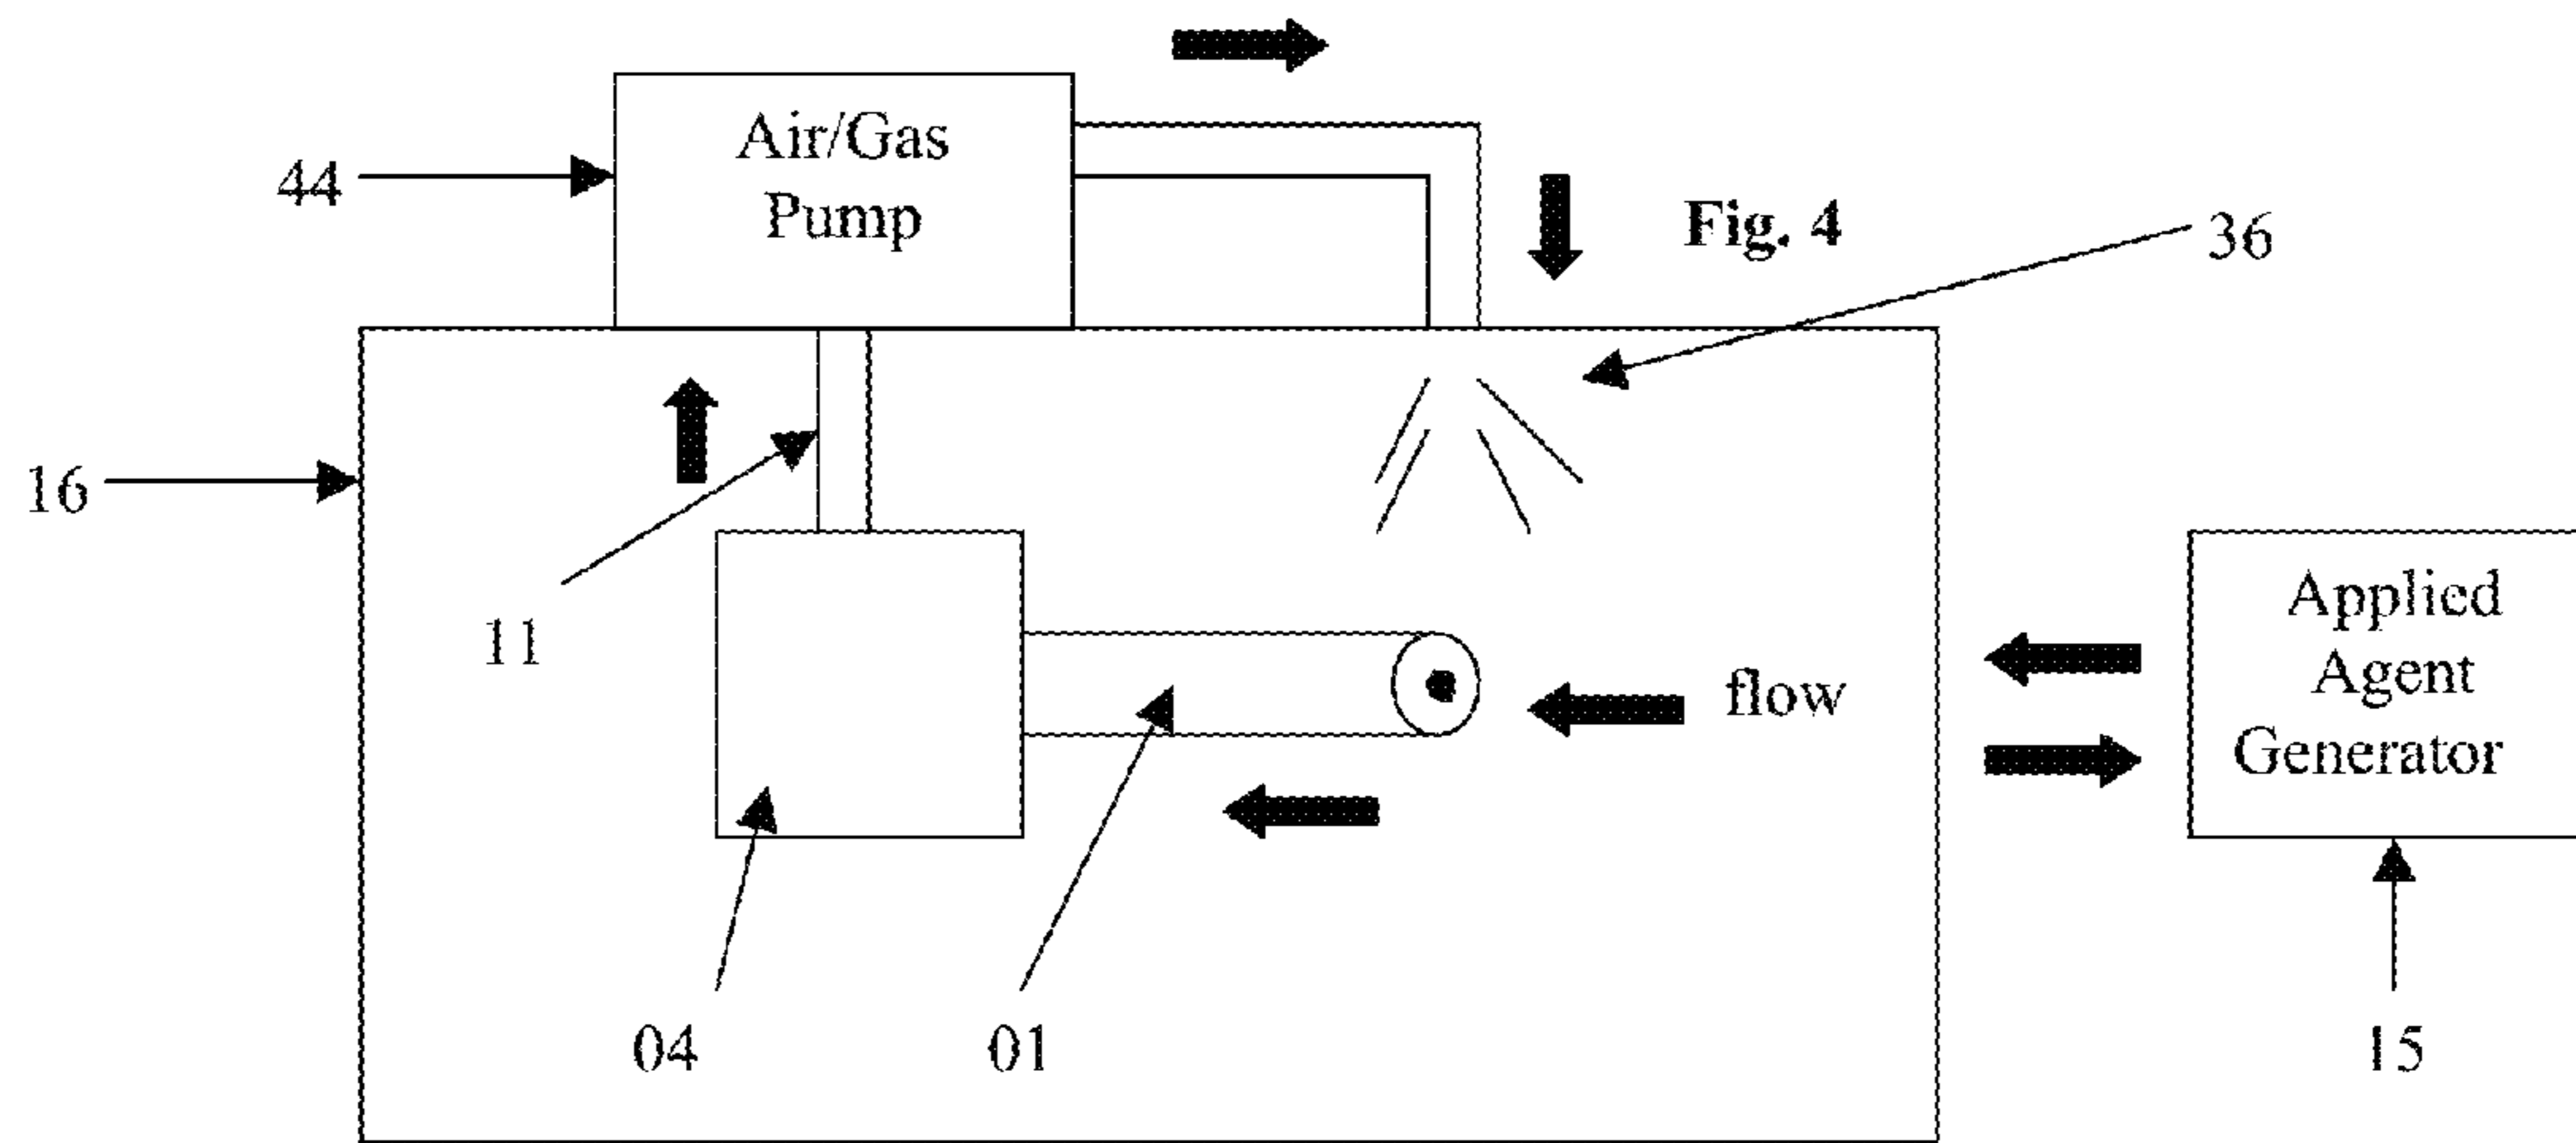 Air/Gas
Pump
44
Fig. 4
36
16
11
flow
Applied
Agent
Generator
04
01
15